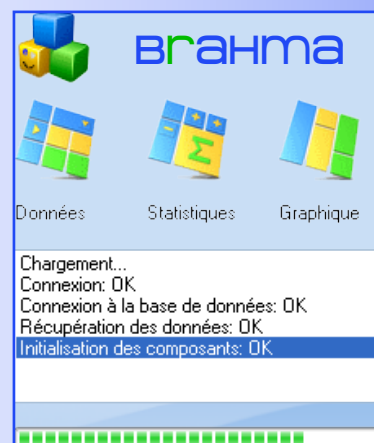 BraHma
Données Statistiques Graphique
Chargement...
Connexion: OK
Connexion à la base de données: OK
Récupération des données: OK
Initialisation des composants: OK